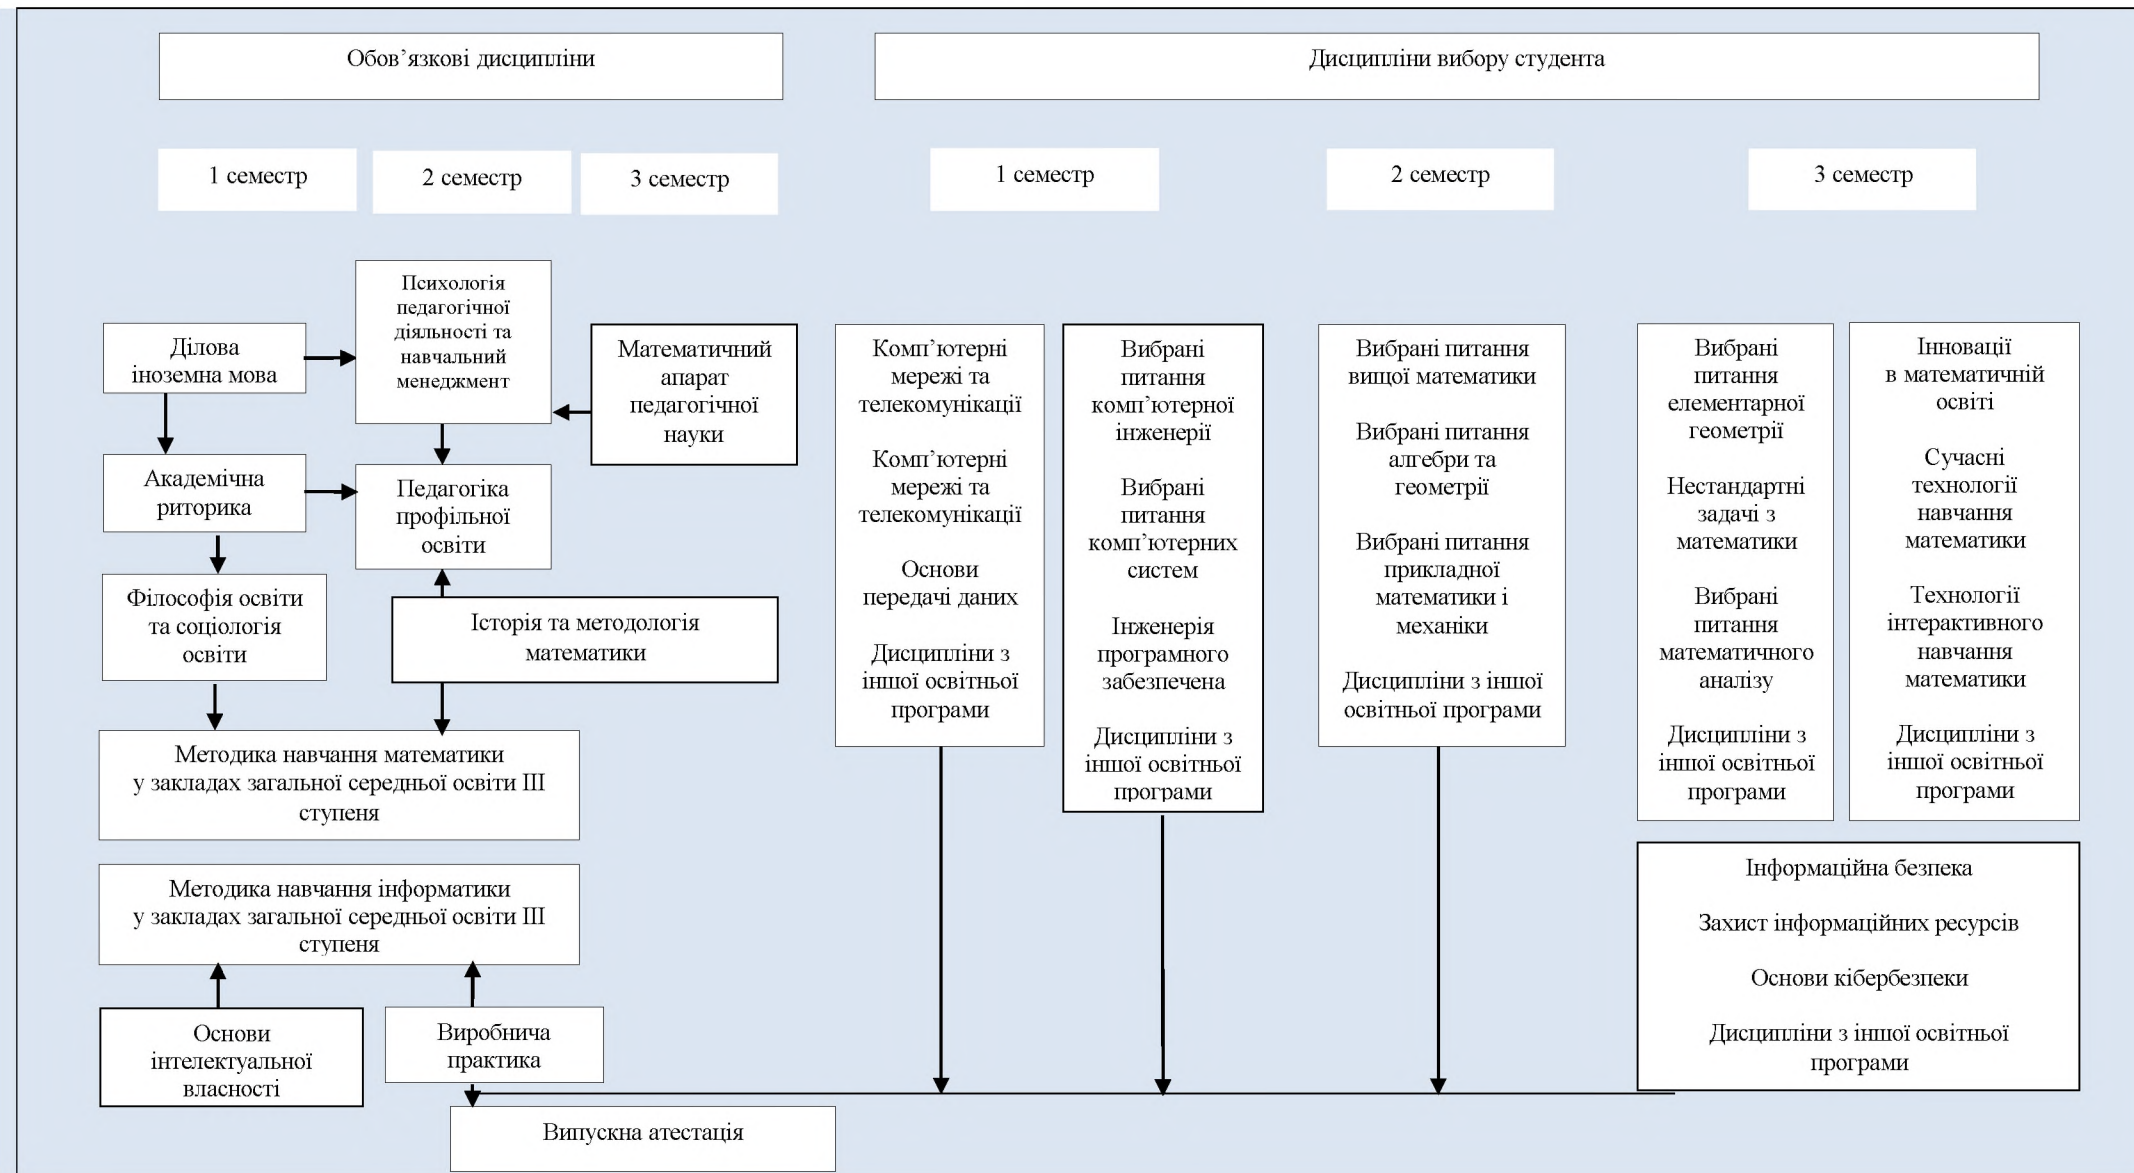 Обов’язкові дисципліни
Дисципліни вибору студента
1 семестр
2 семестр
3 семестр
1 семестр
2 семестр
3 семестр
Ділова
іноземна мова
Психологія
педагогічної
діяльності та
навчальний
менеджмент
Математичний
апарат
педагогічної
науки
Академічна
риторика
Педагогіка
профільної
освіти
Філософія освіти
та соціологія
освіти
Історія та методологія
математики
Методика навчання математики
у закладах загальної середньої освіти ІІІ
ступеня
Методика навчання інформатики
у закладах загальної середньої освіти ІІІ
ступеня
Основи
інтелектуальної
власності
Виробнича
практика
Випускна атестація
Комп’ютерні
мережі та
телекомунікації
Комп’ютерні
мережі та
телекомунікації
Основи
передачі даних
Дисципліни з
іншої освітньої
програми
Вибрані
питання
комп’ютерної
інженерії
Вибрані
питання
комп’ютерних
систем
Інженерія
програмного
забезпечена
Дисципліни з
іншої освітньої
програми
Вибрані питання
вищої математики
Вибрані питання
алгебри та
геометрії
Вибрані питання
прикладної
математики і
механіки
Дисципліни з іншої
освітньої програми
Вибрані
питання
елементарної
геометрії
Нестандартні
задачі з
математики
Вибрані
питання
математичного
аналізу
Дисципліни з
іншої освітньої
програми
Інновації
в математичній
освіті
Сучасні
технології
навчання
математики
Технології
інтерактивного
навчання
математики
Дисципліни з
іншої освітньої
програми
Інформаційна безпека
Захист інформаційних ресурсів
Основи кібербезпеки
Дисципліни з іншої освітньої
програми